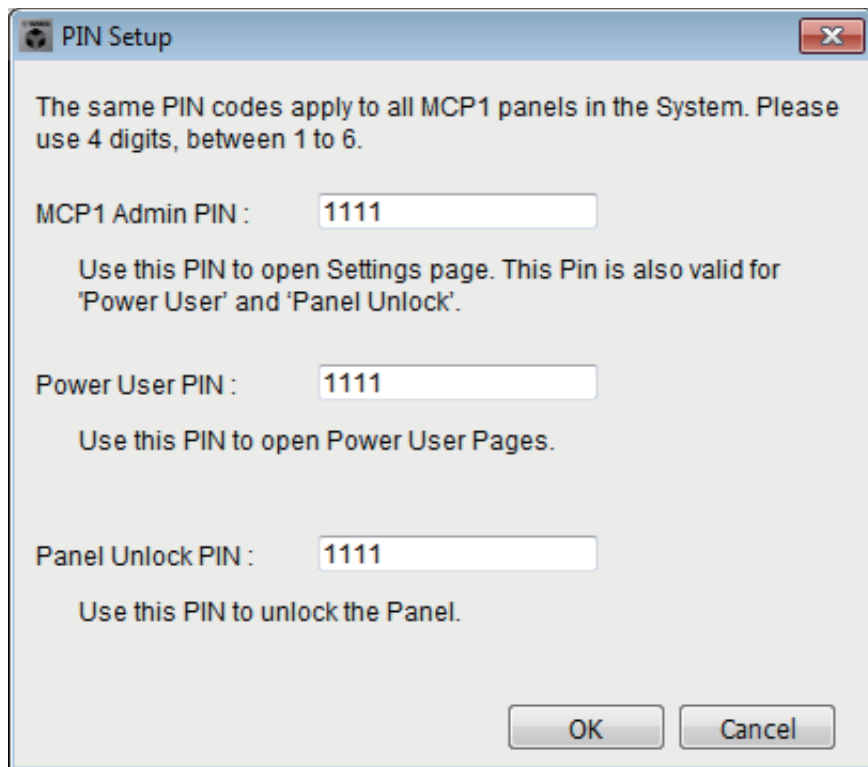 PIN Setup
The same PIN codes apply to all MCP1 panels in the System. Please
use 4 digits, between 1 to 6.
MCP1 Admin PIN : 1111
Use this PIN to open Settings page. This Pin is also valid for
'Power User’ and ‘Panel Unlock’.
Power User PIN : 1111
Use this PIN to open Power User Pages.
Panel Unlock PIN : 1111
Use this PIN to unlock the Panel.
OK Cancel